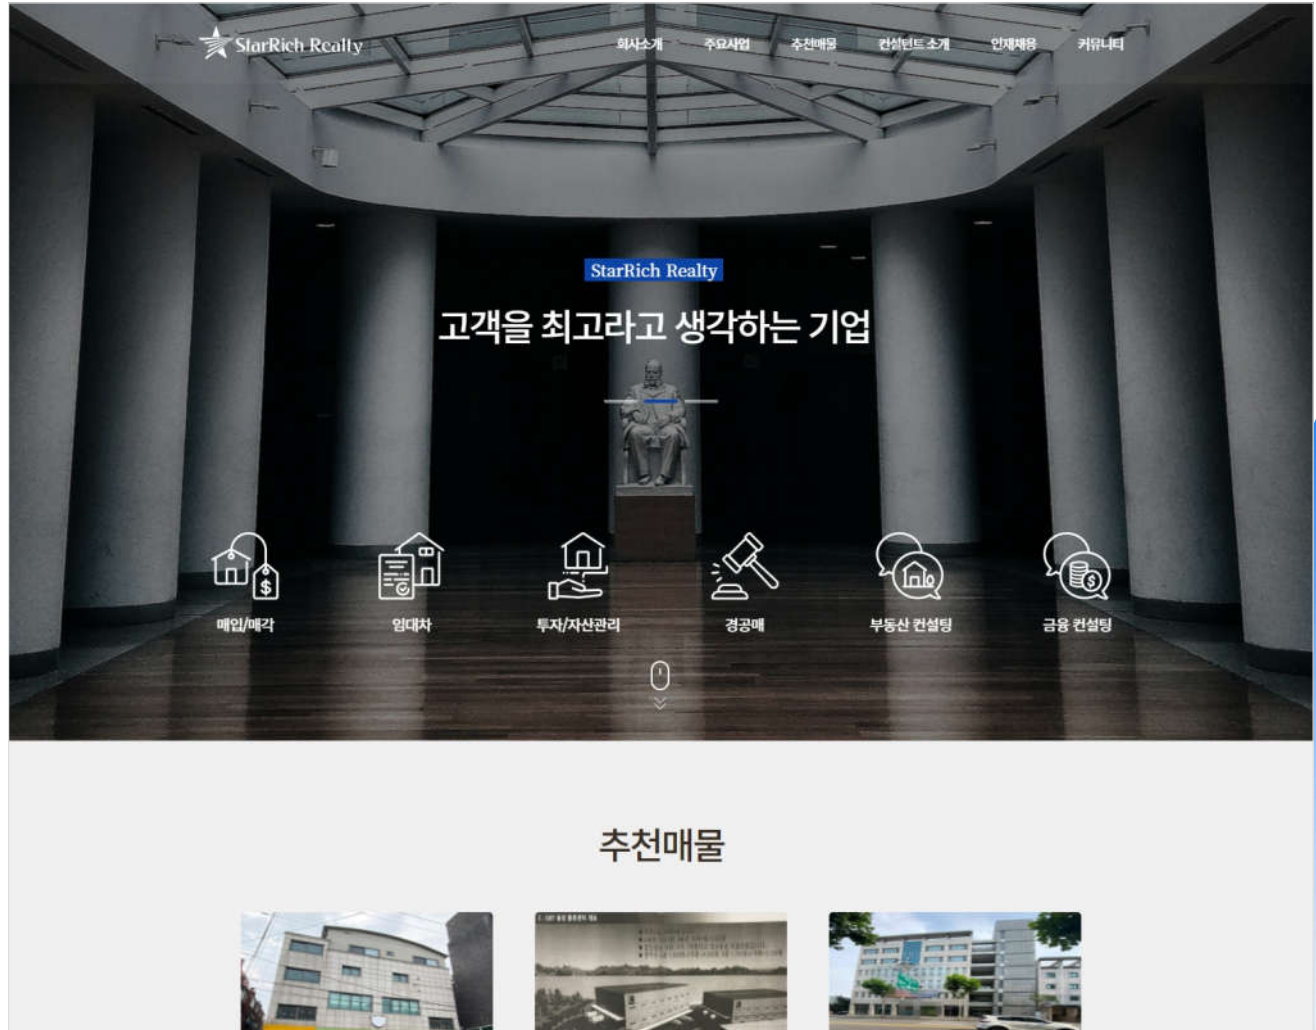 StarRich Realty
회사소개 주요사업 추천매물 컨설턴트 소개 인재채용 커뮤니티
StarRich Realty
고객을 최고라고 생각하는 기업
매입/매각 임대차 투자/자산관리 경공매 부동산 컨설팅 금융 컨설팅
추천매물